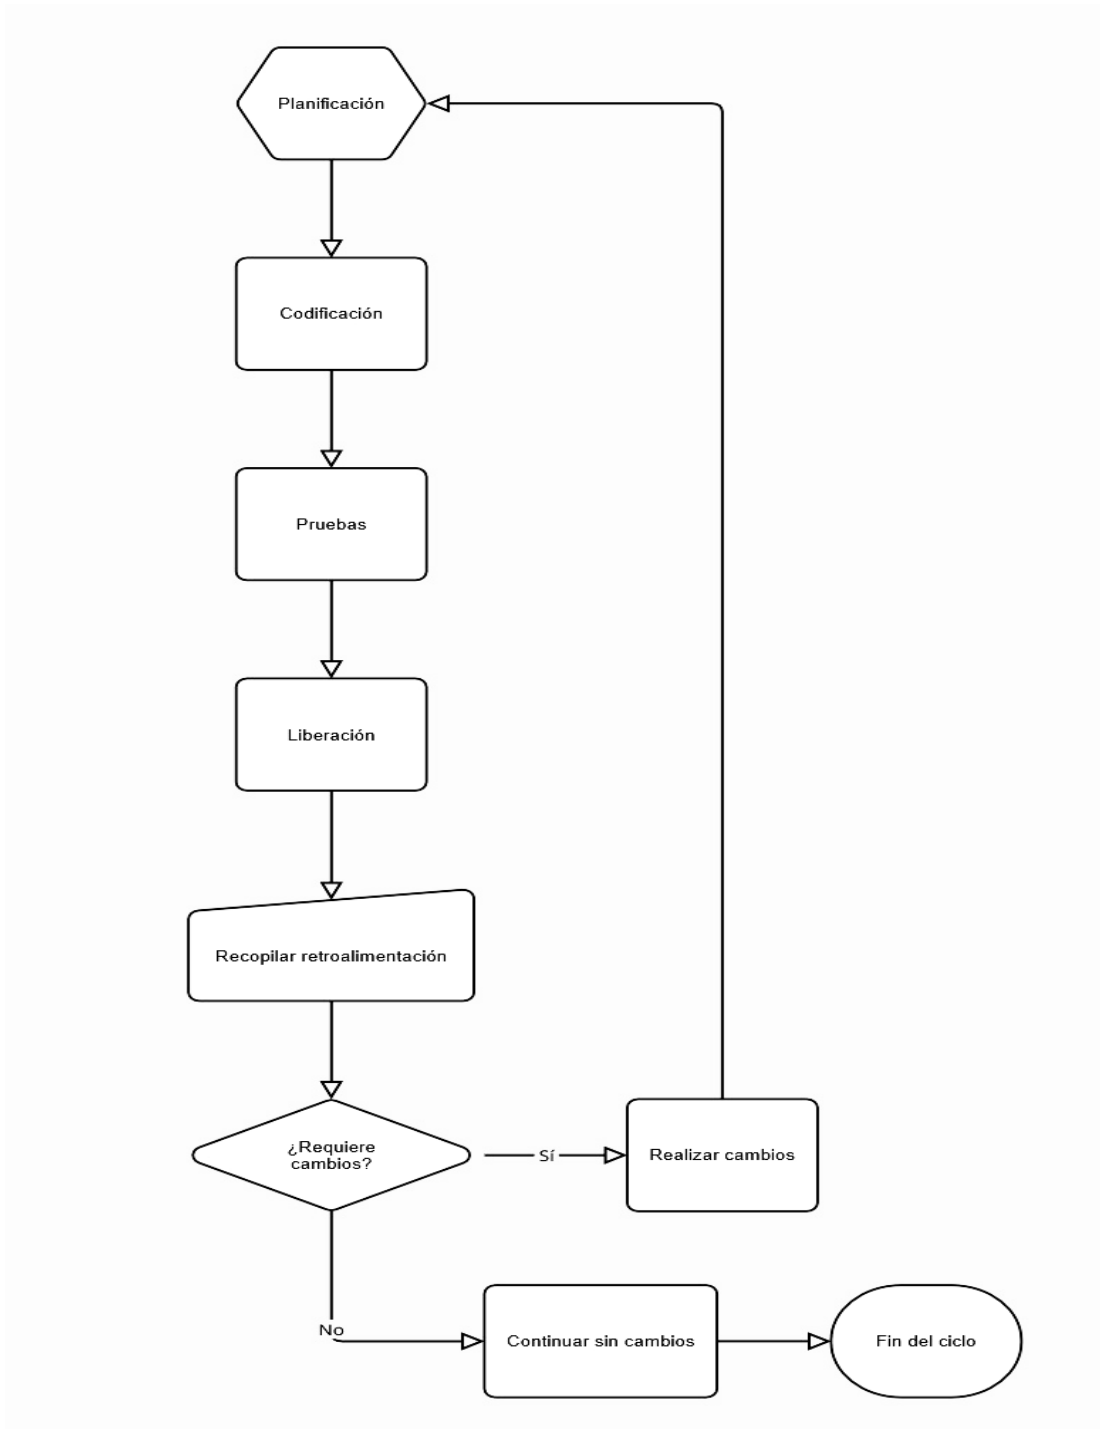 Planificación
Codificación
Pruebas
Liberación
Recopilar retroalimentación
¿Requiere
cambios?
Sí
Realizar cambios
No
Continuar sin cambios
Fin del ciclo